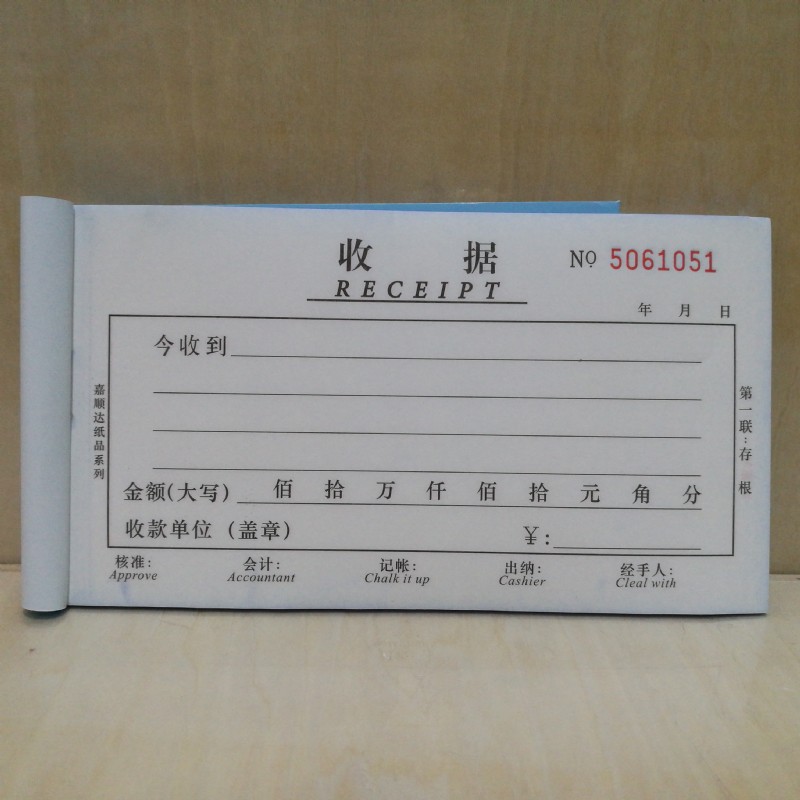 收 据
RECEIPT
Nº 5061051
年 月 日
今收到
金额(大写) 佰 拾 万 仟 佰 拾 元 角 分
收款单位 (盖章) ¥:
核准: 会计: 记帐: 出纳: 经手人:
Approve Accountant Chalk it up Cashier Cleal with
嘉顺达纸品系列
第一联:存根